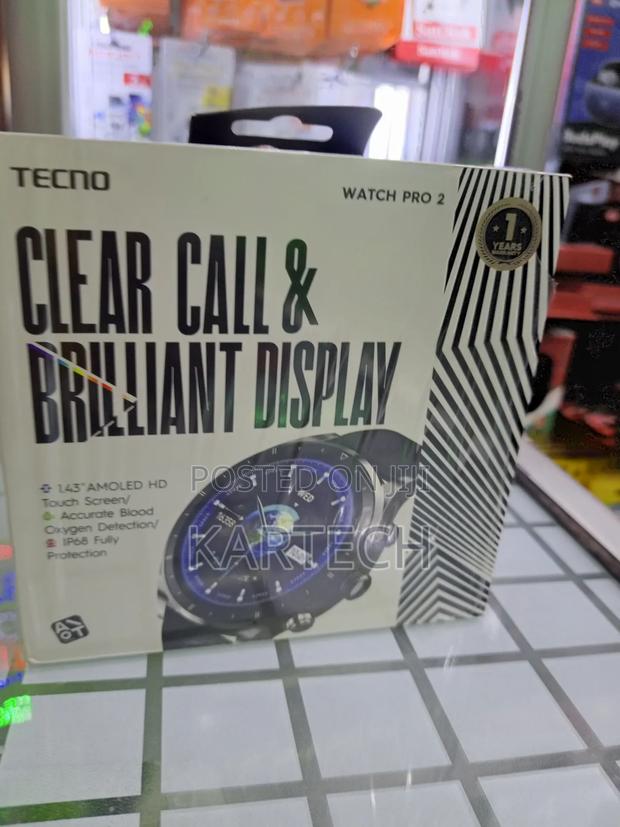 TECNO
WATCH PRO 2
1
YEARS
WARRANTY
CLEAR CALL &
BRILLIANT DISPLAY
1.43" AMOLED HD
Touch Screen/
Accurate Blood
Oxygen Detection/
IP68 Fully
Protection
POSTED ON JIJI
KARTECH
SanDisk